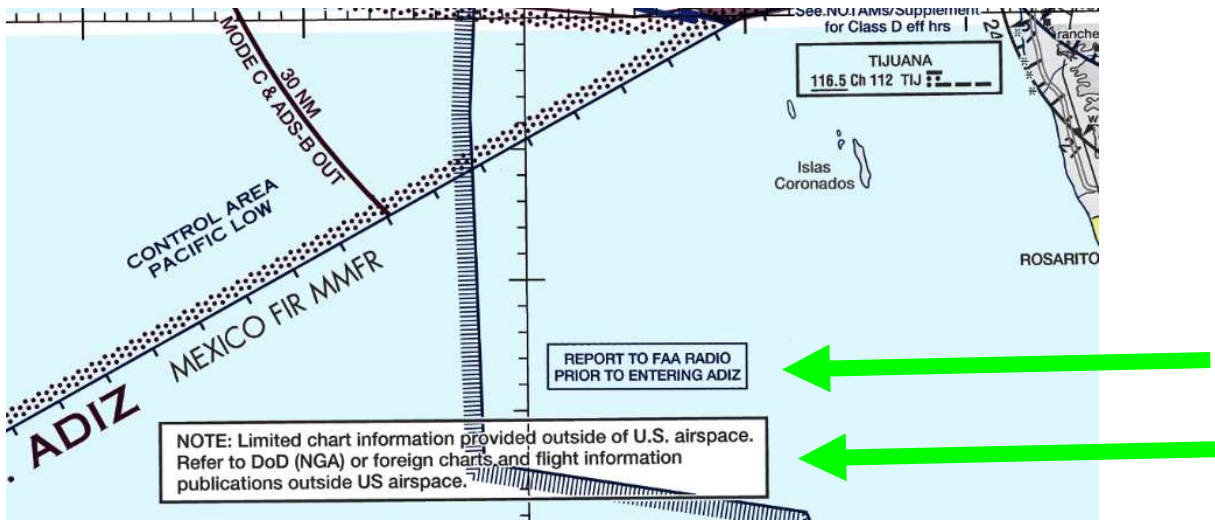 See NOTAMs/Supplement
for Class D eff hrs
TIJUANA
116.5 Ch 112 TIJ
ranche
30 NM
MODE C & ADS-B OUT
CONTROL AREA
PACIFIC LOW
Islas
Coronados
ROSARITO
MEXICO FIR MMFR
ADIZ
REPORT TO FAA RADIO
PRIOR TO ENTERING ADIZ
NOTE: Limited chart information provided outside of U.S. airspace.
Refer to DoD (NGA) or foreign charts and flight information
publications outside US airspace.